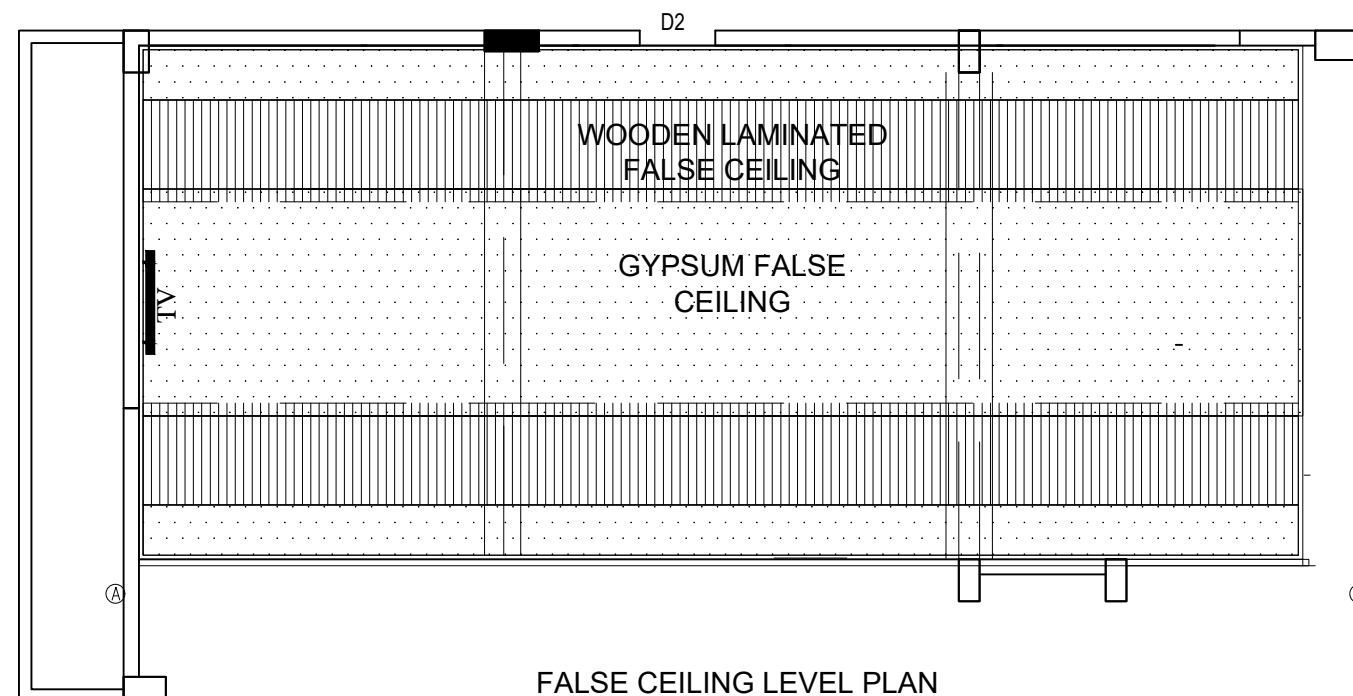 D2
WOODEN LAMINATED
FALSE CEILING
GYPSUM FALSE
CEILING
TV
A
FALSE CEILING LEVEL PLAN